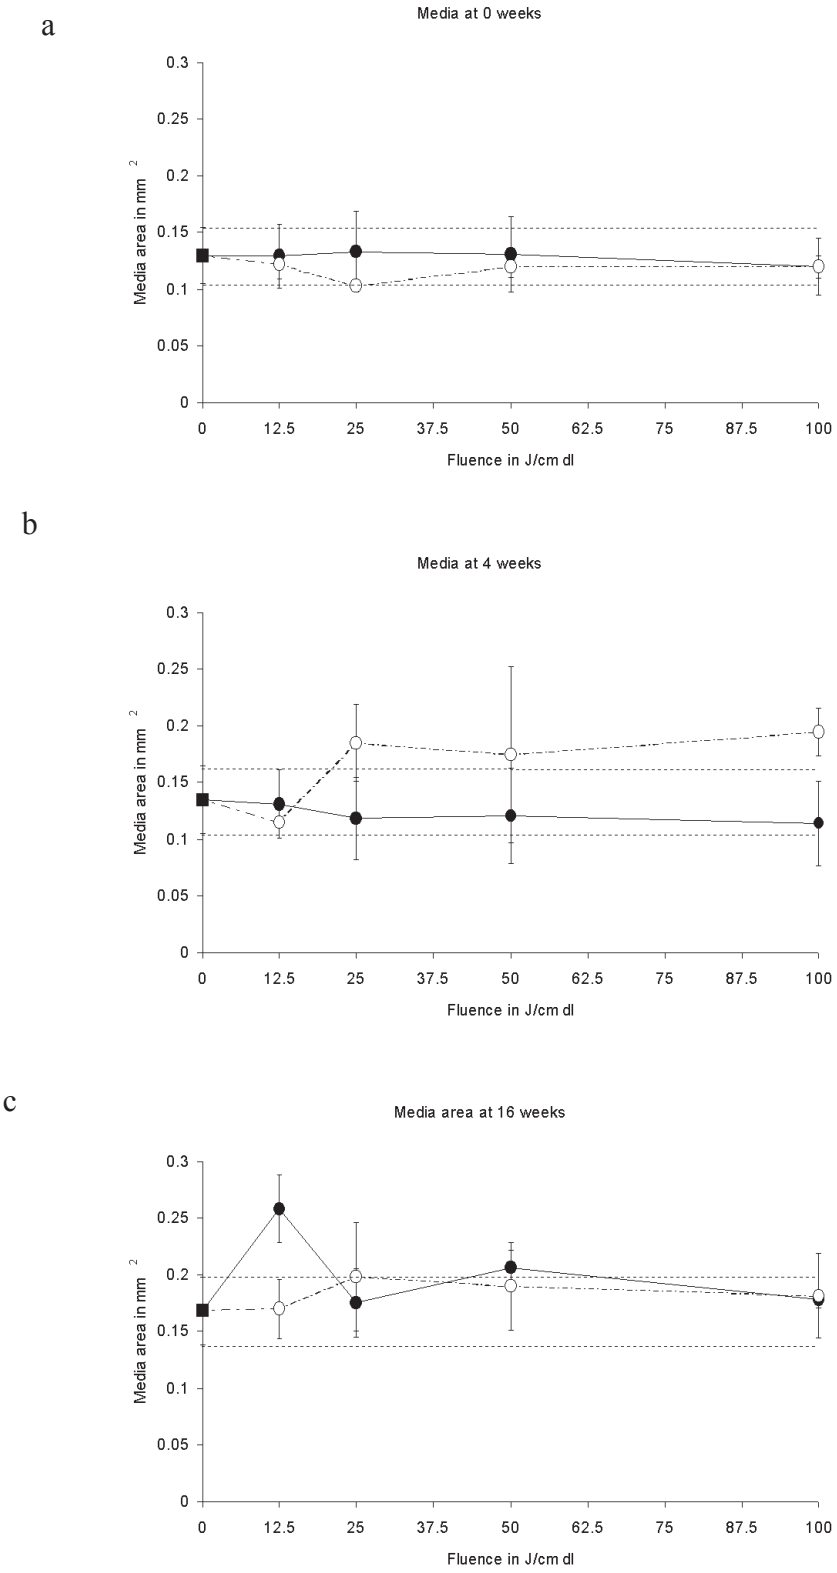 a
Media at 0 weeks
0.3
0.25
0.2
0.15
0.1
0.05
0
Media area in mm 2
0 12.5 25 37.5 50 62.5 75 87.5 100
Fluence in J/cm dl
b
Media at 4 weeks
0.3
0.25
0.2
0.15
0.1
0.05
0
Media area in mm 2
0 12.5 25 37.5 50 62.5 75 87.5 100
Fluence in J/cm dl
c
Media area at 16 weeks
0.3
0.25
0.2
0.15
0.1
0.05
0
Media area in mm 2
0 12.5 25 37.5 50 62.5 75 87.5 100
Fluence in J/cm dl